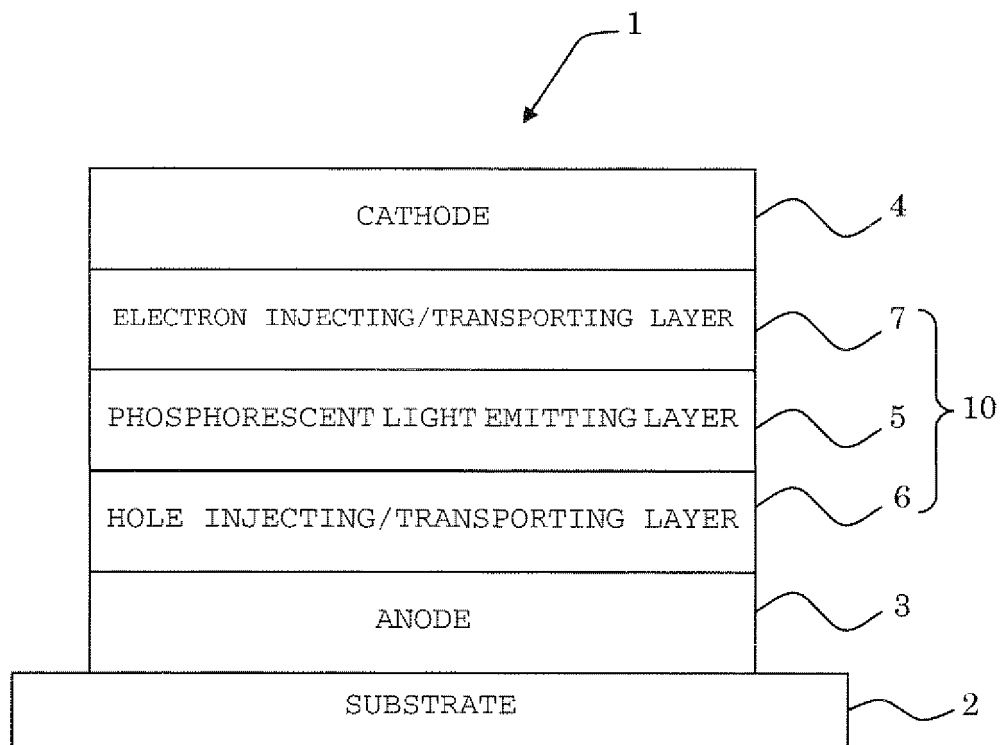 1
CATHODE 4
ELECTRON INJECTING/TRANSPORTING LAYER 7
PHOSPHORESCENT LIGHT EMITTING LAYER 5
10
HOLE INJECTING/TRANSPORTING LAYER 6
ANODE 3
SUBSTRATE 2